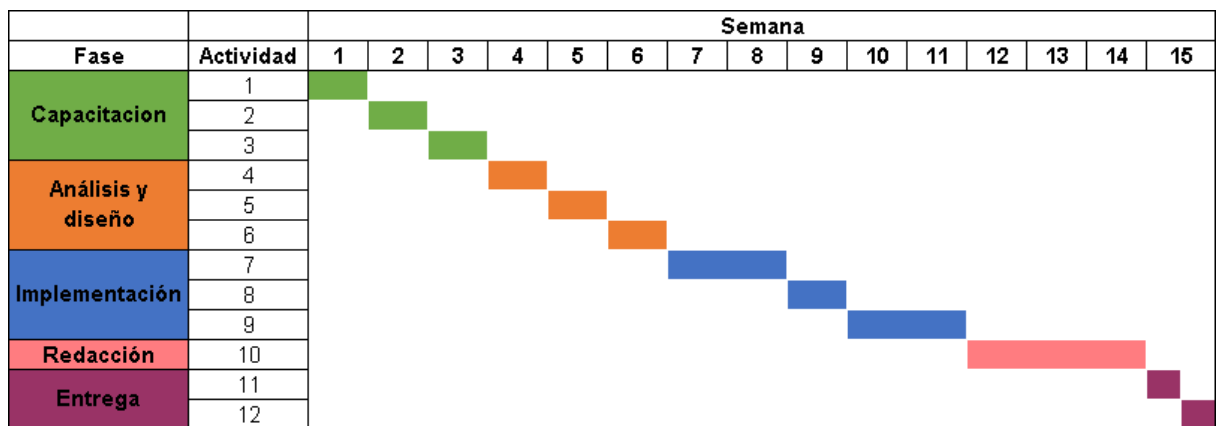 Semana
Fase Actividad 1 2 3 4 5 6 7 8 9 10 11 12 13 14 15
Capacitacion
1
2
3
Análisis y
diseño
4
5
6
Implementación
7
8
9
Redacción 10
Entrega
11
12